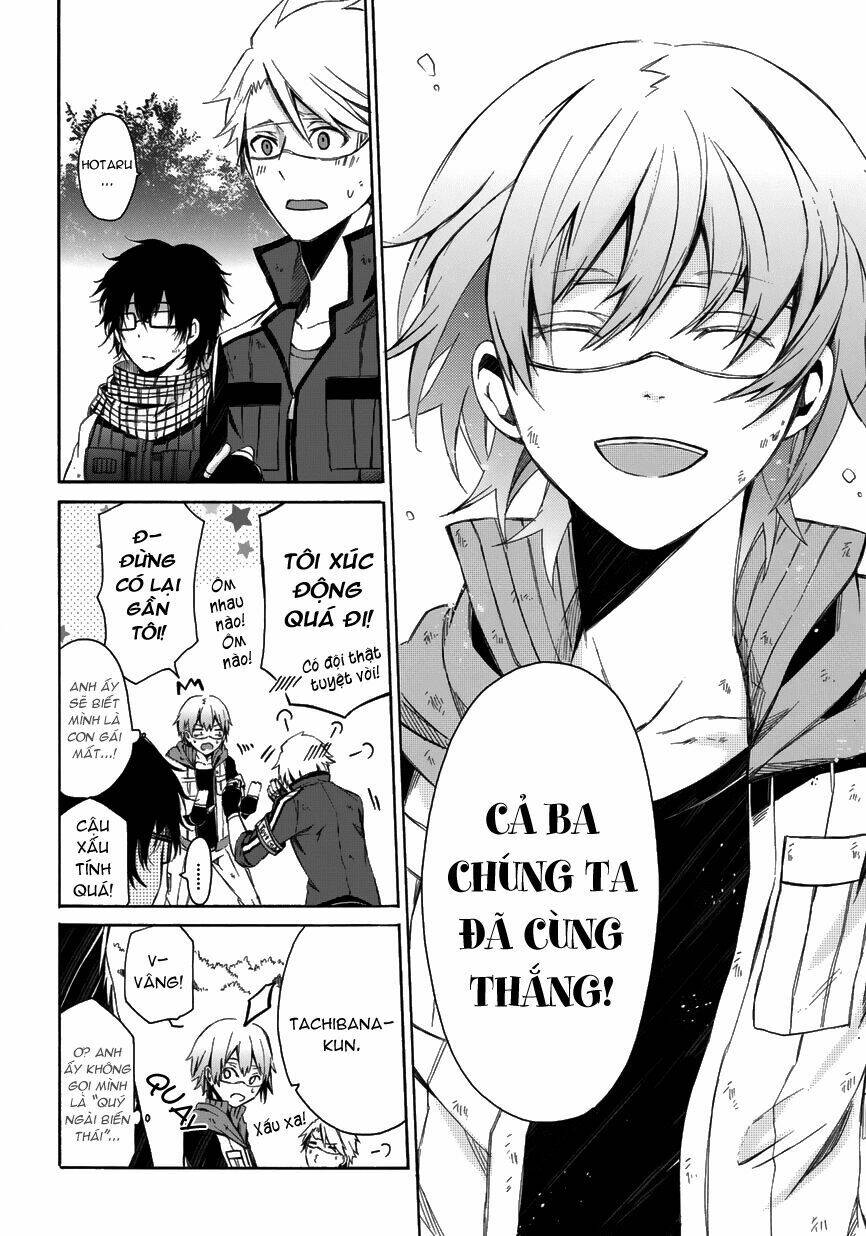 CẢ BA
CHÚNG TA
ĐÃ CÙNG
THẮNG!
HOTARU
...
TÔI XÚC
ĐỘNG
QUÁ ĐI!
Có đội thật
tuyệt vời!
Ôm
nhau
nào!
Ôm
nào!
Đ-
ĐỪNG
CÓ LẠI
GẦN
TÔI!
ANH ẤY
SẼ BIẾT
MÌNH LÀ
CON GÁI
MẤT...!
CẬU
XẤU
TÍNH
QUÁ!
......
TACHIBANA-
KUN.
V-
VÂNG!
QUAI
Xấu xa!
Ơ? ANH
ẤY KHÔNG
GỌI MÌNH
LÀ "QUÝ
NGÀI BIẾN
THÁI"...